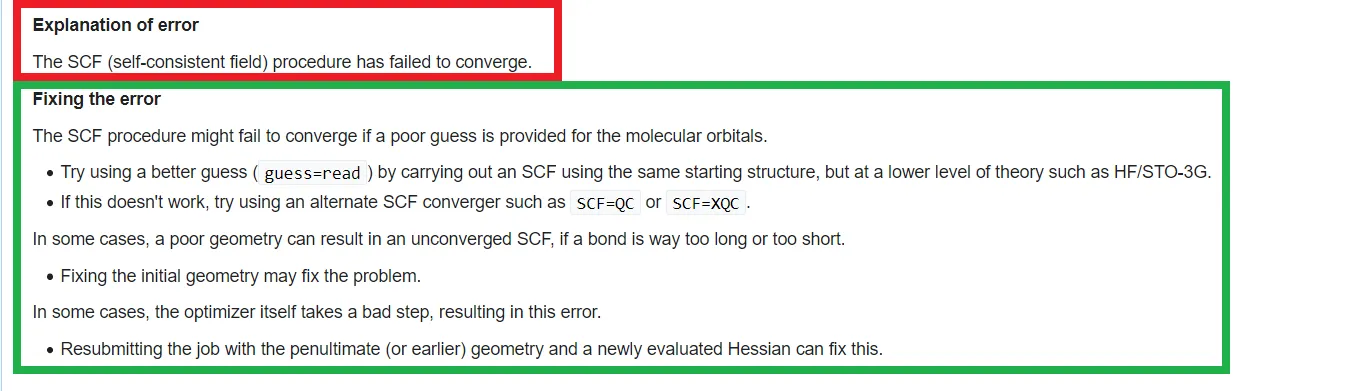 Explanation of error
The SCF (self-consistent field) procedure has failed to converge.
Fixing the error
The SCF procedure might fail to converge if a poor guess is provided for the molecular orbitals.
• Try using a better guess ( guess=read ) by carrying out an SCF using the same starting structure, but at a lower level of theory such as HF/STO-3G.
• If this doesn't work, try using an alternate SCF converger such as SCF=QC or SCF=XQC .
In some cases, a poor geometry can result in an unconverged SCF, if a bond is way too long or too short.
• Fixing the initial geometry may fix the problem.
In some cases, the optimizer itself takes a bad step, resulting in this error.
• Resubmitting the job with the penultimate (or earlier) geometry and a newly evaluated Hessian can fix this.